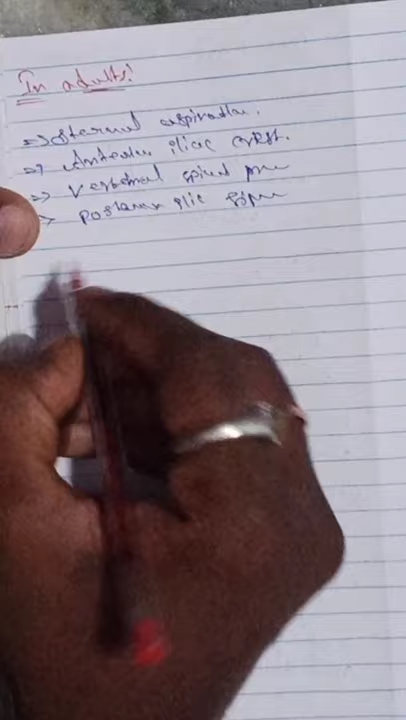 In adults:
=> Sternal aspiration.
=> Anterior iliac crest.
=> Vertebral spinal
=> Posterior iliac